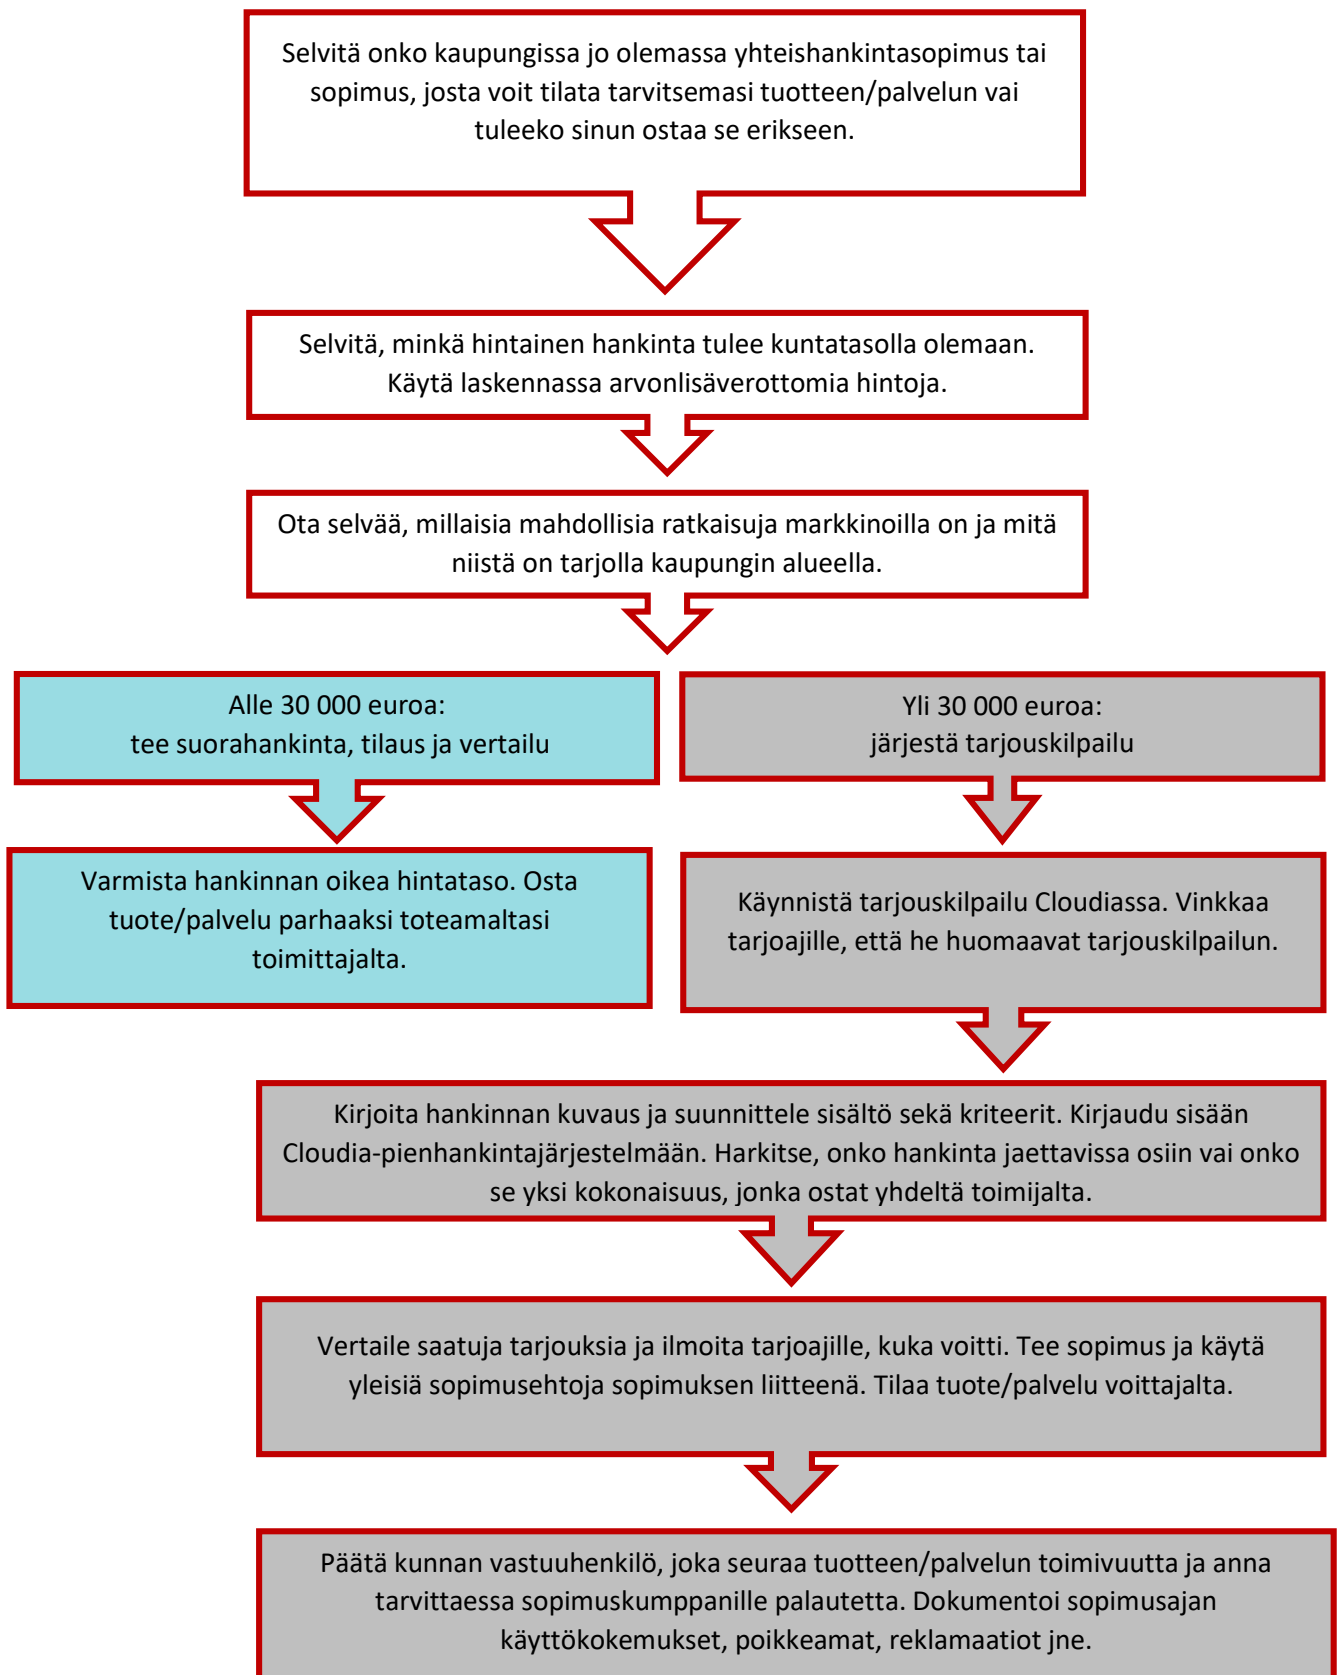 Selvitä onko kaupungissa jo olemassa yhteishankintasopimus tai
sopimus, josta voit tilata tarvitsemasi tuotteen/palvelun vai
tuleeko sinun ostaa se erikseen.
Selvitä, minkä hintainen hankinta tulee kuntatasolla olemaan.
Käytä laskennassa arvonlisäverottomia hintoja.
Ota selvää, millaisia mahdollisia ratkaisuja markkinoilla on ja mitä
niistä on tarjolla kaupungin alueella.
Alle 30 000 euroa:
tee suorahankinta, tilaus ja vertailu
Yli 30 000 euroa:
järjestä tarjouskilpailu
Varmista hankinnan oikea hintataso. Osta
tuote/palvelu parhaaksi toteamaltasi
toimittajalta.
Käynnistä tarjouskilpailu Cloudiassa. Vinkkaa
tarjoajille, että he huomaavat tarjouskilpailun.
Kirjoita hankinnan kuvaus ja suunnittele sisältö sekä kriteerit. Kirjaudu sisään
Cloudia-pienhankintajärjestelmään. Harkitse, onko hankinta jaettavissa osiin vai onko
se yksi kokonaisuus, jonka ostat yhdeltä toimijalta.
Vertaile saatuja tarjouksia ja ilmoita tarjoajille, kuka voitti. Tee sopimus ja käytä
yleisiä sopimusehtoja sopimuksen liitteenä. Tilaa tuote/palvelu voittajalta.
Päätä kunnan vastuuhenkilö, joka seuraa tuotteen/palvelun toimivuutta ja anna
tarvittaessa sopimuskumppanille palautetta. Dokumentoi sopimusajan
käyttökokemukset, poikkeamat, reklamaatiot jne.